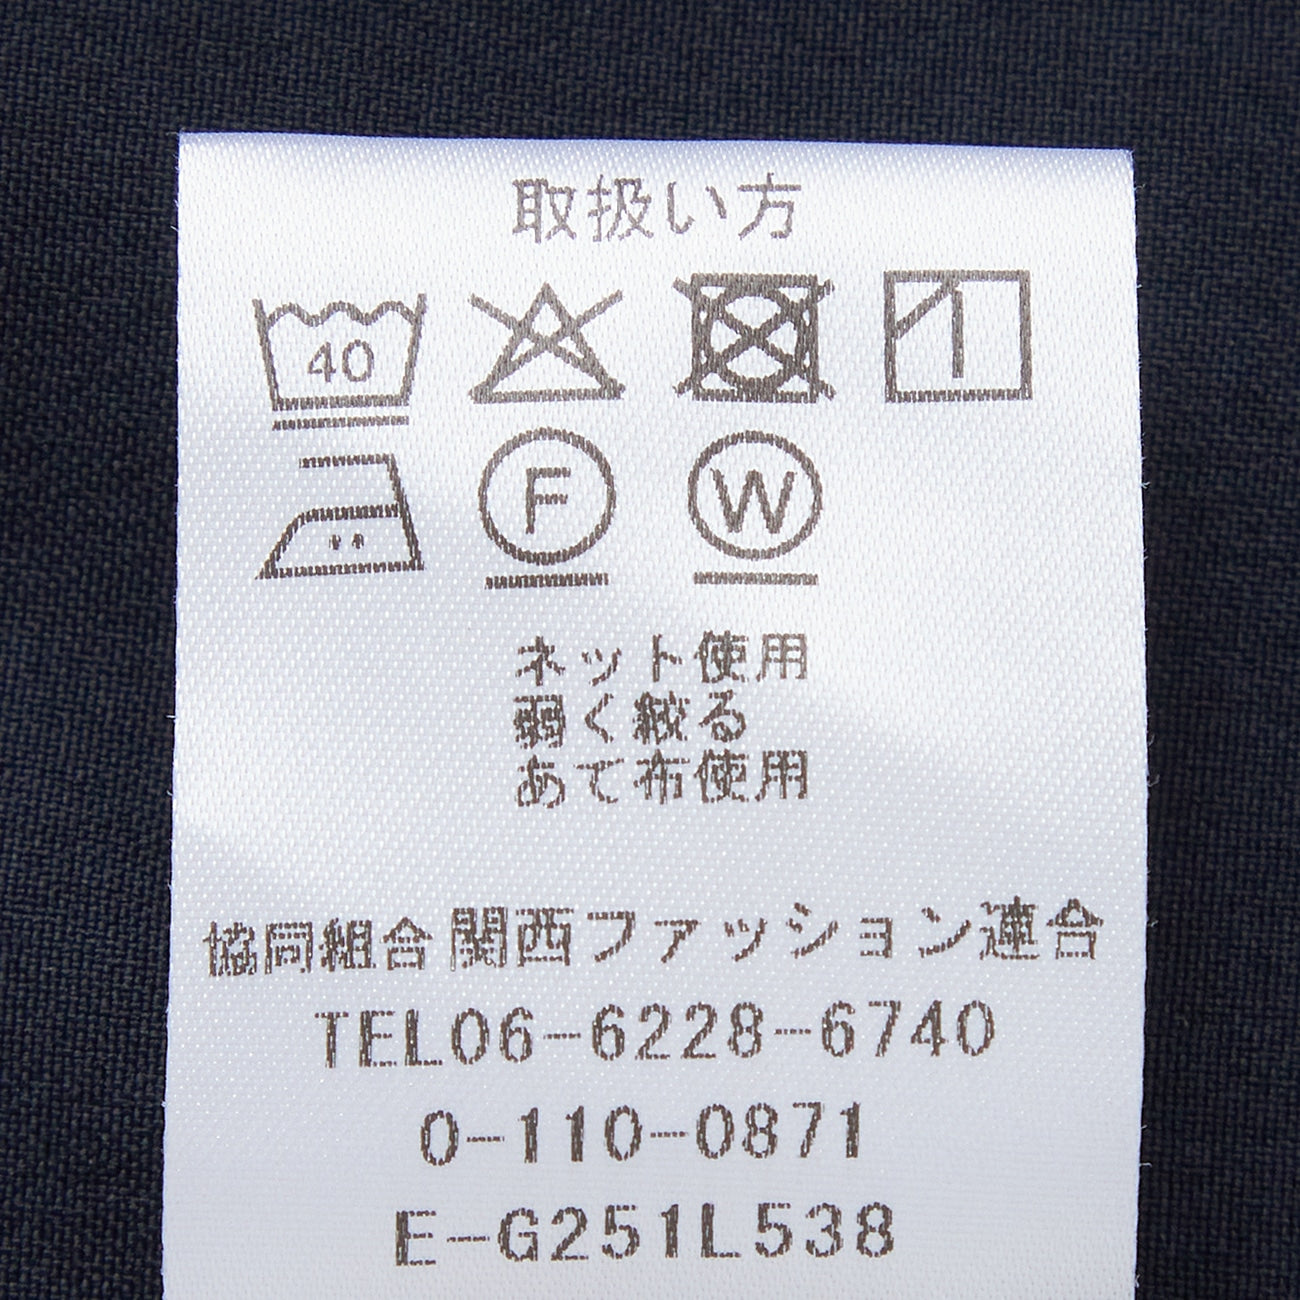 取扱い方
40
F W
ネット使用
弱く絞る
あて布使用
協同組合関西ファッション連合
TEL06-6228-6740
0-110-0871
E-G251L538